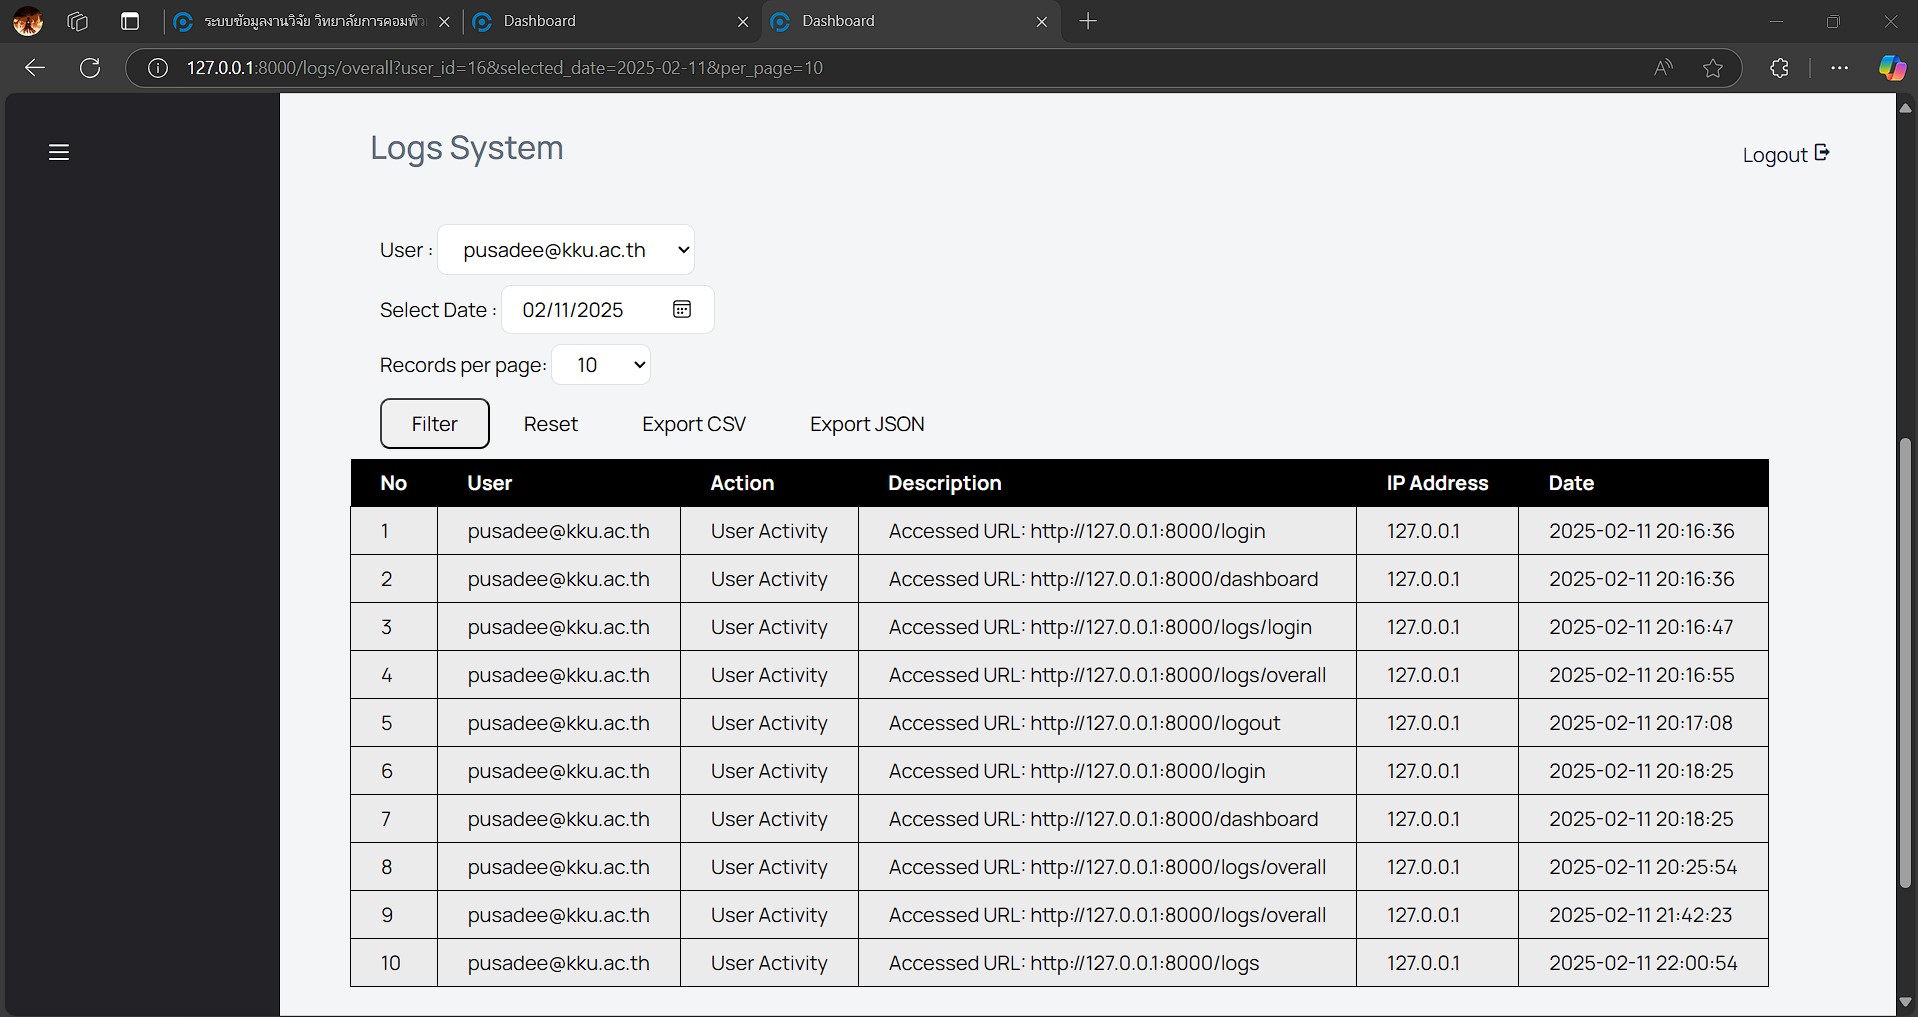 ระบบข้อมูลงานวิจัย วิทยาลัยการคอมพิว
Dashboard
Dashboard
127.0.0.1:8000/logs/overall?user_id=16&selected_date=2025-02-11&per_page=10
Logs System
Logout
User : pusadee@kku.ac.th
Select Date : 02/11/2025
Records per page: 10
Filter Reset Export CSV Export JSON
No User Action Description IP Address Date
1 pusadee@kku.ac.th User Activity Accessed URL: http://127.0.0.1:8000/login 127.0.0.1 2025-02-11 20:16:36
2 pusadee@kku.ac.th User Activity Accessed URL: http://127.0.0.1:8000/dashboard 127.0.0.1 2025-02-11 20:16:36
3 pusadee@kku.ac.th User Activity Accessed URL: http://127.0.0.1:8000/logs/login 127.0.0.1 2025-02-11 20:16:47
4 pusadee@kku.ac.th User Activity Accessed URL: http://127.0.0.1:8000/logs/overall 127.0.0.1 2025-02-11 20:16:55
5 pusadee@kku.ac.th User Activity Accessed URL: http://127.0.0.1:8000/logout 127.0.0.1 2025-02-11 20:17:08
6 pusadee@kku.ac.th User Activity Accessed URL: http://127.0.0.1:8000/login 127.0.0.1 2025-02-11 20:18:25
7 pusadee@kku.ac.th User Activity Accessed URL: http://127.0.0.1:8000/dashboard 127.0.0.1 2025-02-11 20:18:25
8 pusadee@kku.ac.th User Activity Accessed URL: http://127.0.0.1:8000/logs/overall 127.0.0.1 2025-02-11 20:25:54
9 pusadee@kku.ac.th User Activity Accessed URL: http://127.0.0.1:8000/logs/overall 127.0.0.1 2025-02-11 21:42:23
10 pusadee@kku.ac.th User Activity Accessed URL: http://127.0.0.1:8000/logs 127.0.0.1 2025-02-11 22:00:54